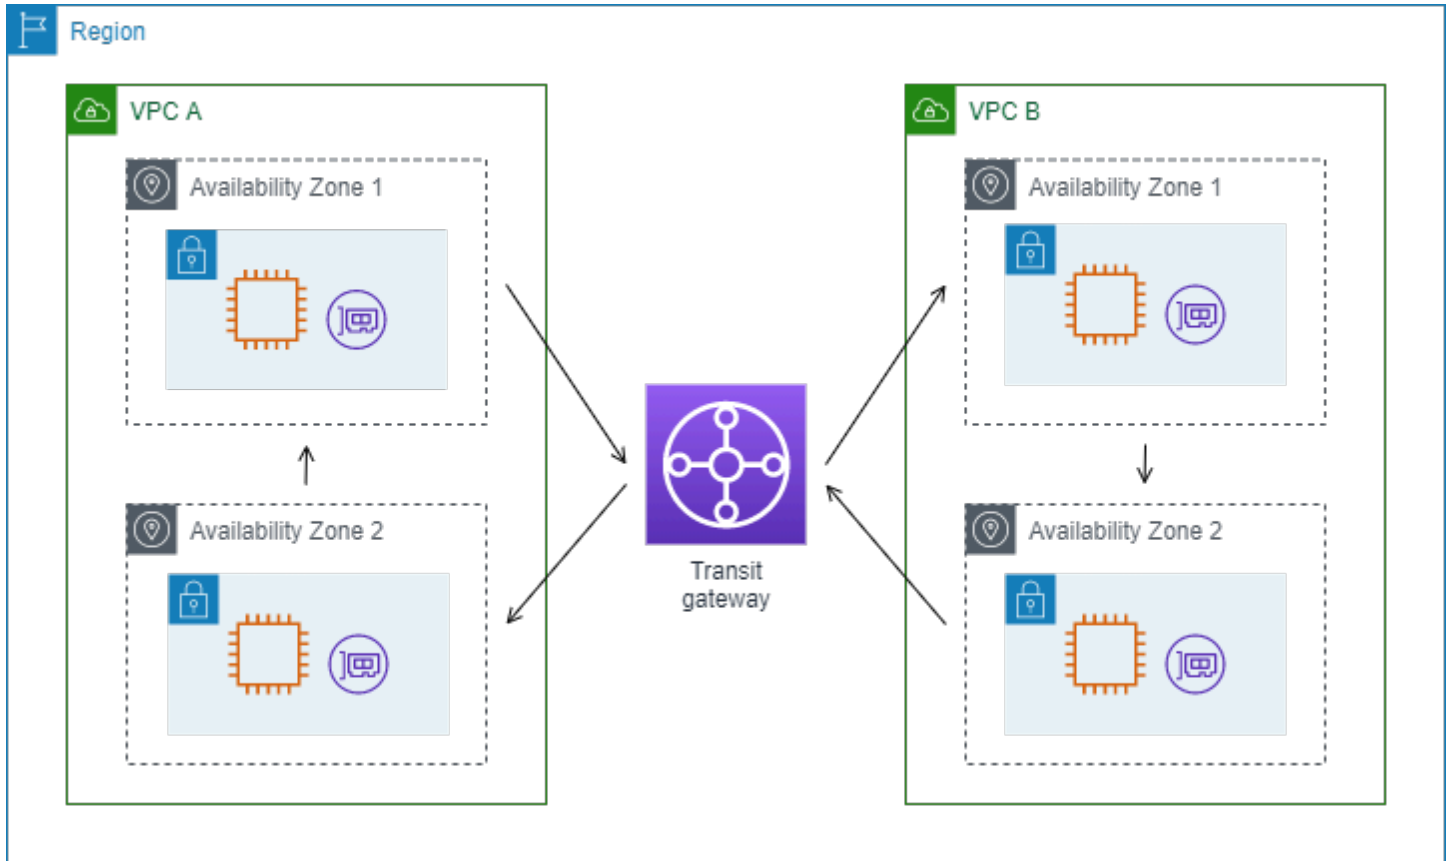 Region
VPC A
Availability Zone 1
Availability Zone 2
Transit
gateway
VPC B
Availability Zone 1
Availability Zone 2